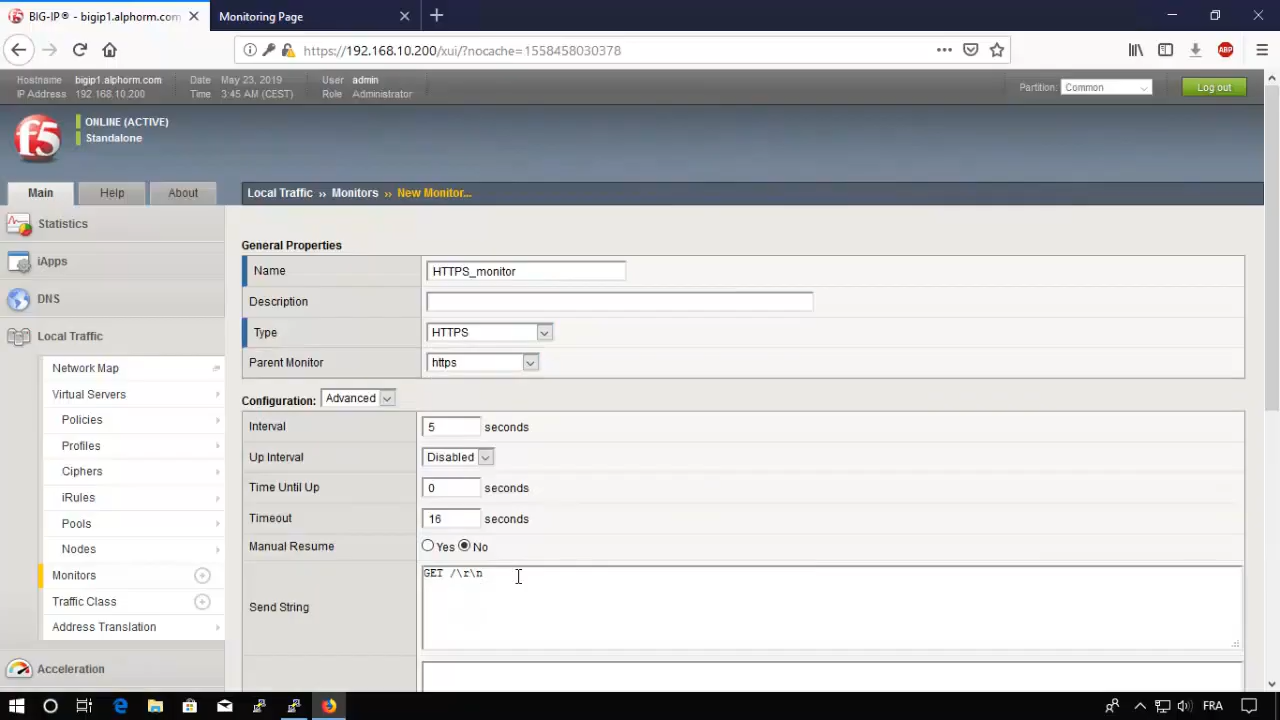 BIG-IP® - bigip1.alphorm.com
Monitoring Page
https://192.168.10.200/xui/?nocache=1558458030378
ABP
Hostname bigip1.alphorm.com Date May 23, 2019 User admin
IP Address 192.168.10.200 Time 3:45 AM (CEST) Role Administrator
Partition: Common
Log out
f5
ONLINE (ACTIVE)
Standalone
Main
Help
About
Local Traffic ›› Monitors ›› New Monitor...
Statistics
iApps
DNS
Local Traffic
Network Map
Virtual Servers
Policies
Profiles
Ciphers
iRules
Pools
Nodes
Monitors
Traffic Class
Address Translation
Acceleration
General Properties
Name HTTPS_monitor
Description
Type HTTPS
Parent Monitor https
Configuration: Advanced
Interval 5 seconds
Up Interval Disabled
Time Until Up 0 seconds
Timeout 16 seconds
Manual Resume Yes No
Send String GET /\r\n
FRA